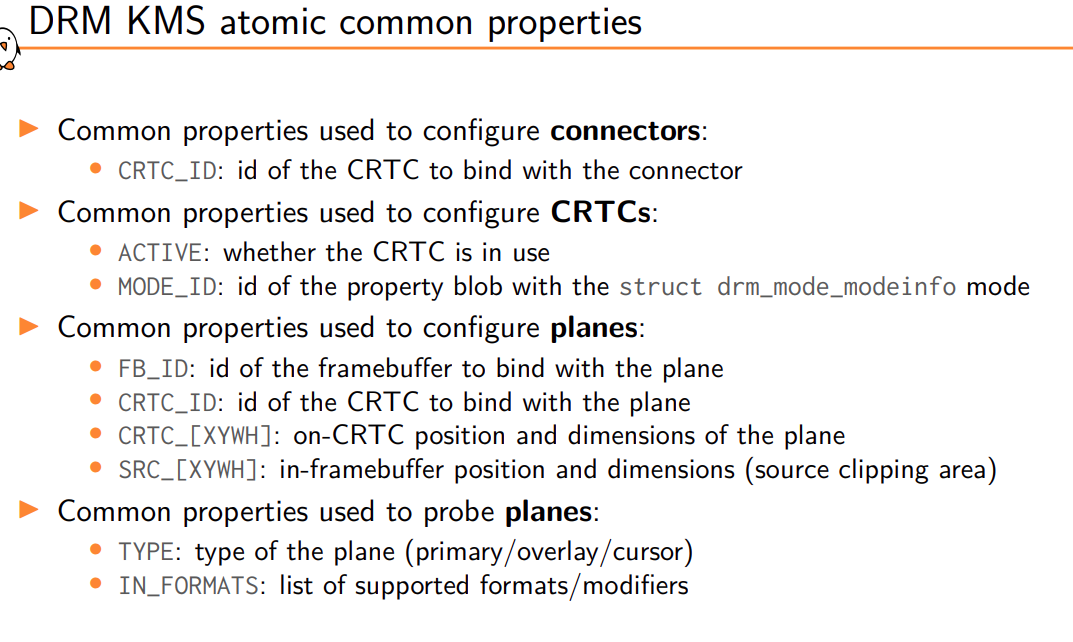 DRM KMS atomic common properties
Common properties used to configure connectors:
CRTC_ID: id of the CRTC to bind with the connector
Common properties used to configure CRTCs:
ACTIVE: whether the CRTC is in use
MODE_ID: id of the property blob with the struct drm_mode_modeinfo mode
Common properties used to configure planes:
FB_ID: id of the framebuffer to bind with the plane
CRTC_ID: id of the CRTC to bind with the plane
CRTC_[XYWH]: on-CRTC position and dimensions of the plane
SRC_[XYWH]: in-framebuffer position and dimensions (source clipping area)
Common properties used to probe planes:
TYPE: type of the plane (primary/overlay/cursor)
IN_FORMATS: list of supported formats/modifiers